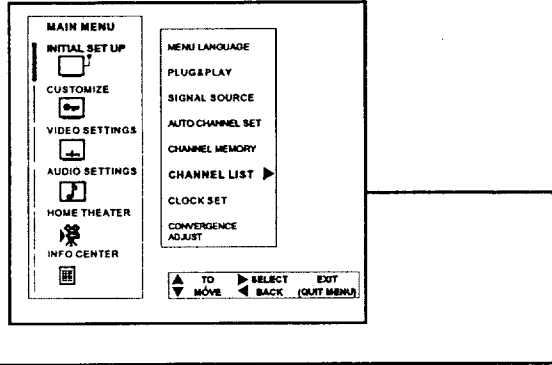 MAIN MENU
INITIAL SET UP
CUSTOMIZE
VIDEO SETTINGS
AUDIO SETTINGS
HOME THEATER
INFO CENTER
MENU LANGUAGE
PLUG&PLAY
SIGNAL SOURCE
AUTO CHANNEL SET
CHANNEL MEMORY
CHANNEL LIST
CLOCK SET
CONVERGENCE
ADJUST
TO SELECT EXIT
MOVE BACK (QUIT MENU)